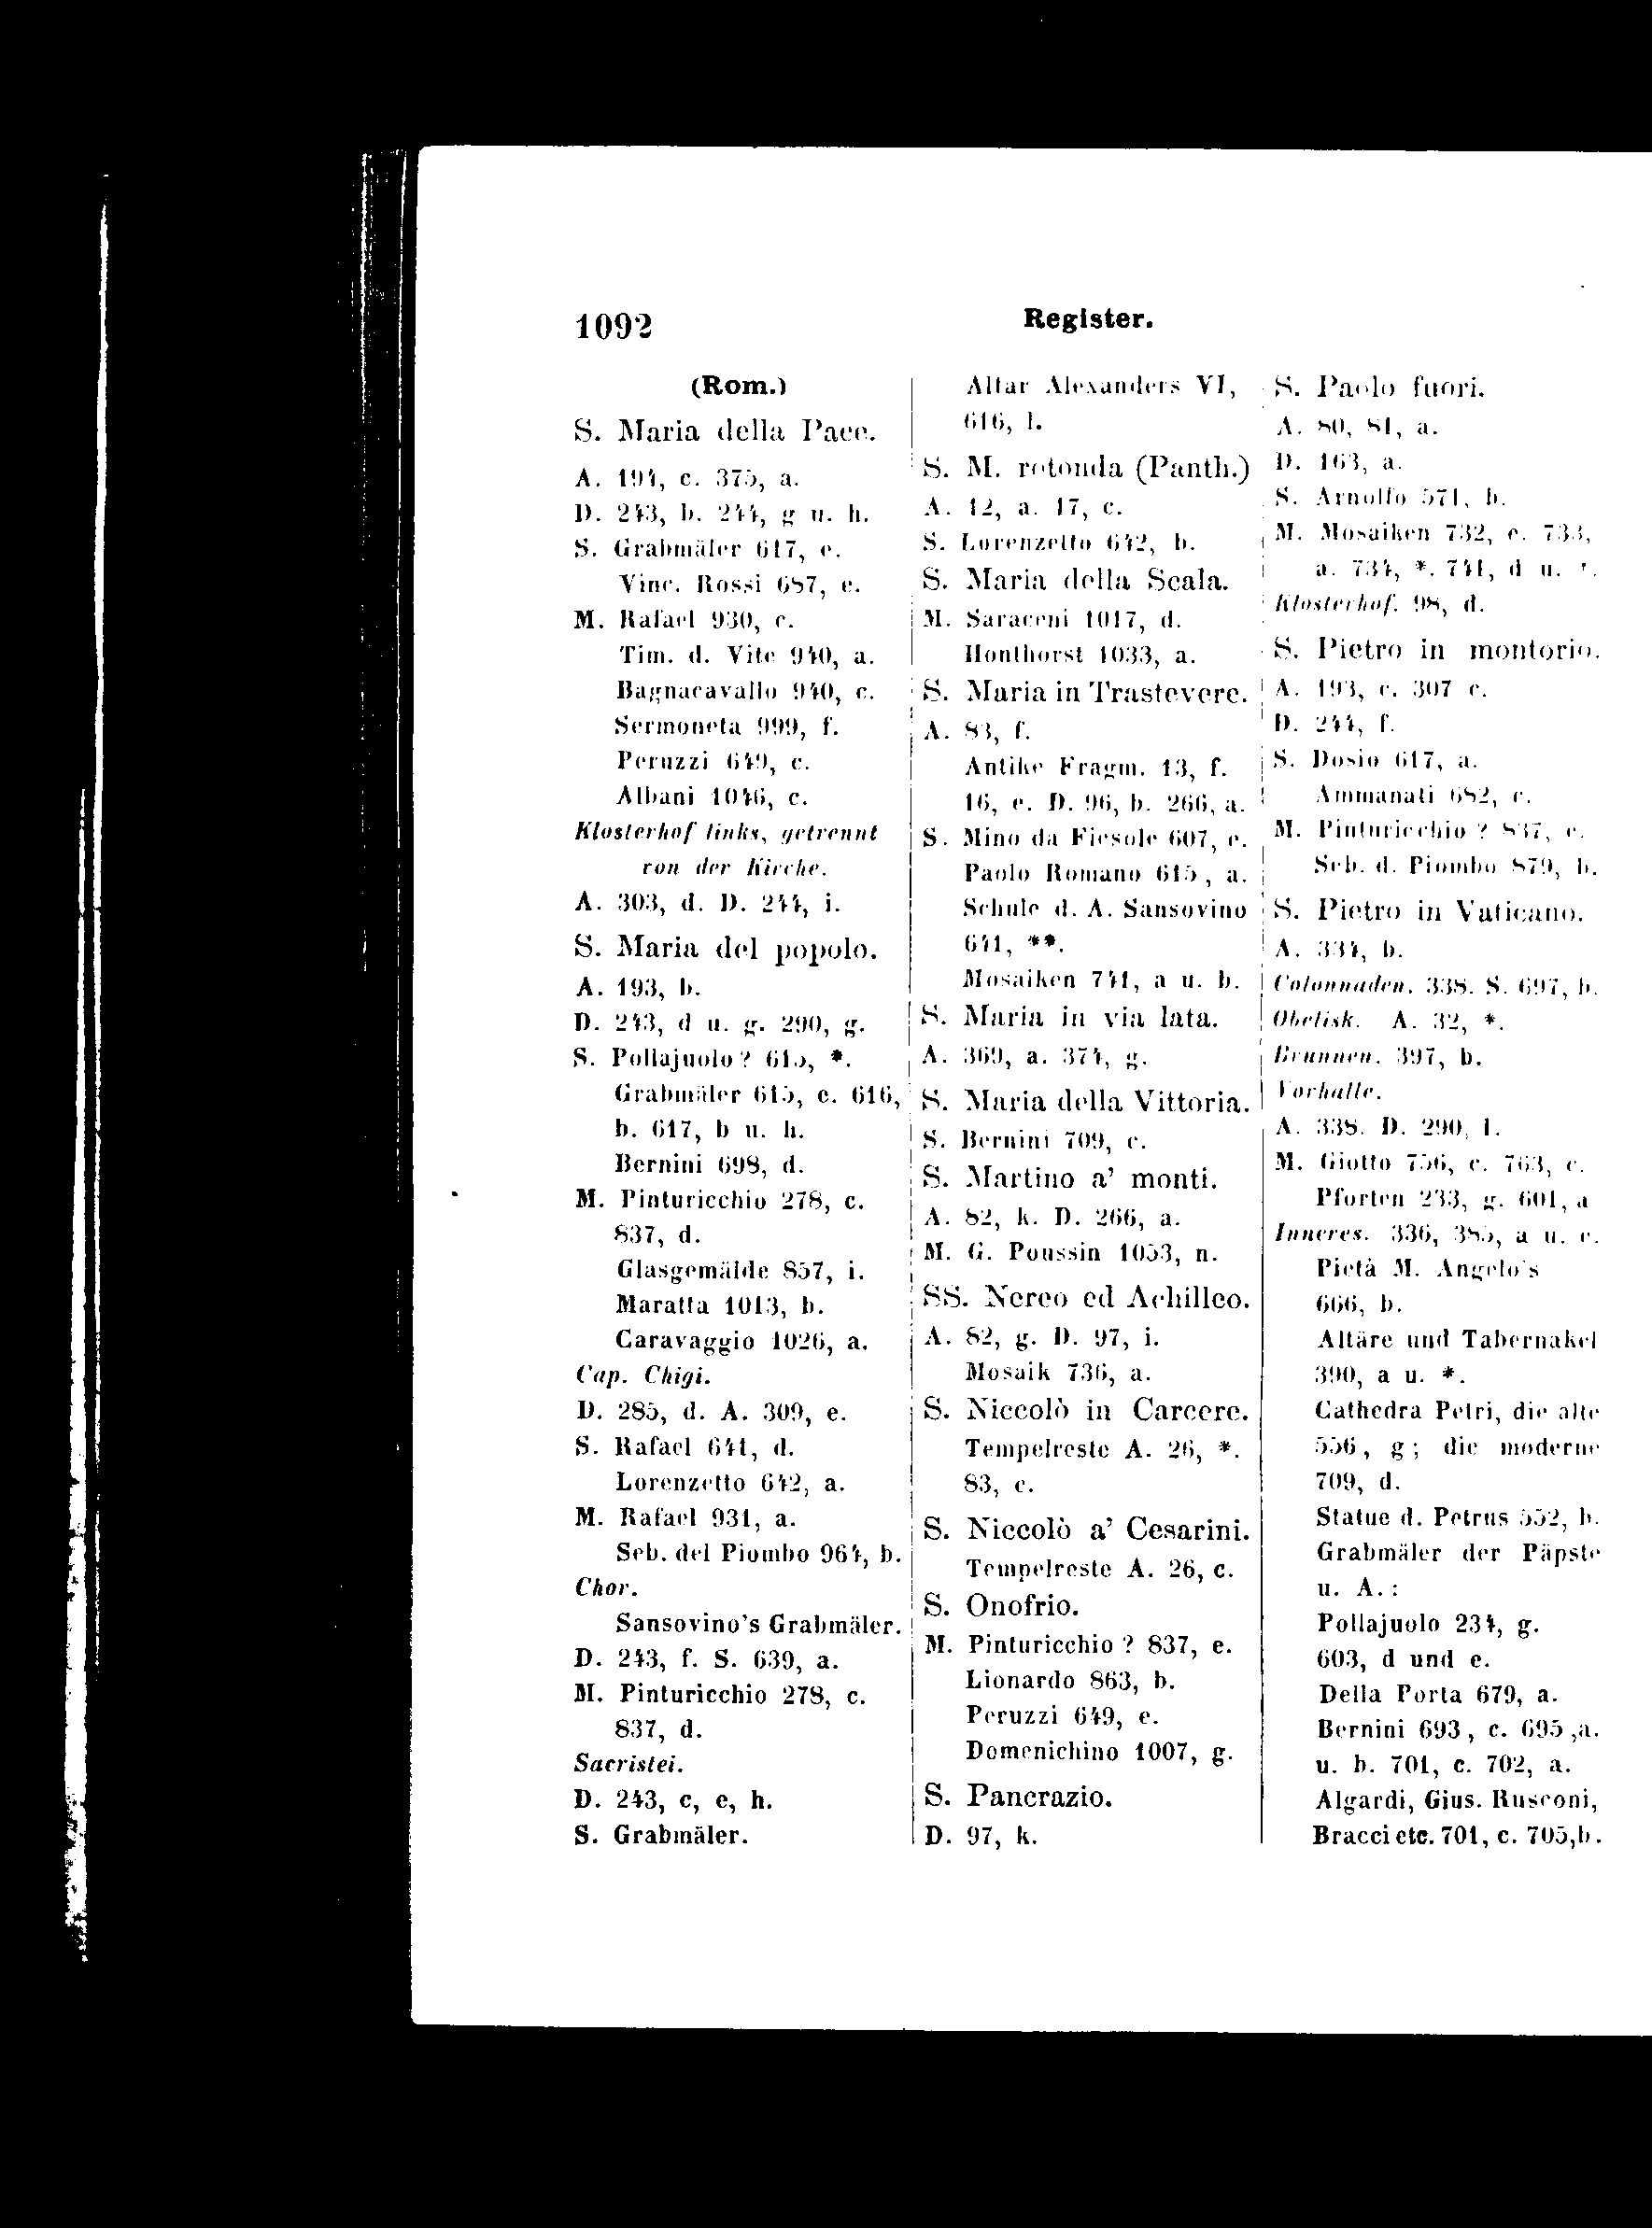 1092
Register.
(Rom.)
S. Maria della Pace.
A. 194, c. 375, a.
D. 243, b. 244, g u. h.
S. Grabmäler 617, e.
Vinc. Rossi 687, e.
M. Rafael 930, c.
Tim. d. Vite 940, a.
Bagnacavallo 940, c.
Sermoneta 999, f.
Peruzzi 649, c.
Albani 1046, c.
Klosterhof links, getrennt
von der Kirche.
A. 303, d. D. 244, i.
S. Maria del popolo.
A. 193, b.
D. 243, d u. g. 290, g.
S. Pollajuolo? 615, *.
Grabmäler 615, c. 616,
b. 617, b u. h.
Bernini 698, d.
M. Pinturicchio 278, c.
837, d.
Glasgemälde 857, i.
Maratta 1013, b.
Caravaggio 1026, a.
Cap. Chigi.
D. 285, d. A. 309, e.
S. Rafael 641, d.
Lorenzetto 642, a.
M. Rafael 931, a.
Seb. del Piombo 964, b.
Chor.
Sansovino's Grabmäler.
D. 243, f. S. 639, a.
M. Pinturicchio 278, c.
837, d.
Sacristei.
D. 243, c, e, h.
S. Grabmäler.
Altar Alexanders VI,
616, l.
S. M. rotonda (Panth.)
A. 12, a. 17, c.
S. Lorenzetto 642, b.
S. Maria della Scala.
M. Saraceni 1017, d.
Honthorst 1033, a.
S. Maria in Trastevere.
A. 83, f.
Antike Fragm. 13, f.
16, e. D. 96, b. 266, a.
S. Mino da Fiesole 607, e.
Paolo Romano 615, a.
Schule d. A. Sansovino
641, **.
Mosaiken 741, a u. b.
S. Maria in via lata.
A. 369, a. 374, g.
S. Maria della Vittoria.
S. Bernini 709, c.
S. Martino a' monti.
A. 82, k. D. 266, a.
M. G. Poussin 1053, n.
SS. Nereo ed Achilleo.
A. 82, g. D. 97, i.
Mosaik 736, a.
S. Niccolò in Carcere.
Tempelreste A. 26, *.
83, c.
S. Niccolò a' Cesarini.
Tempelreste A. 26, c.
S. Onofrio.
M. Pinturicchio ? 837, e.
Lionardo 863, b.
Peruzzi 649, e.
Domenichino 1007, g.
S. Pancrazio.
D. 97, k.
S. Paolo fuori.
A. 80, 81, a.
D. 163, a.
S. Arnolfo 571, b.
M. Mosaiken 732, e. 733,
a. 734, *. 741, d u.
Klosterhof. 98, d.
S. Pietro in montorio.
A. 193, c. 307 c.
D. 244, f.
S. Dosio 617, a.
Ammanati 682, c.
M. Pinturicchio ? 837, e.
Seb. d. Piombo 879, b.
S. Pietro in Vaticano.
A. 334, b.
Colonnaden. 338. S. 697, b.
Obelisk. A. 32, *.
Brunnen. 397, b.
Vorhalle.
A. 338. D. 290, l.
M. Giotto 756, c. 763, c.
Pforten 233, g. 601, a
Inneres. 336, 385, a u. c.
Pietà M. Angelo's
666, b.
Altäre und Tabernakel
390, a u. *.
Cathedra Petri, die alte
556, g; die moderne
709, d.
Statue d. Petrus 552, b.
Grabmäler der Päpste
u. A.:
Pollajuolo 234, g.
603, d und e.
Della Porta 679, a.
Bernini 693, c. 695,a.
u. b. 701, c. 702, a.
Algardi, Gius. Rusconi,
Bracci etc. 701, c. 705,b.